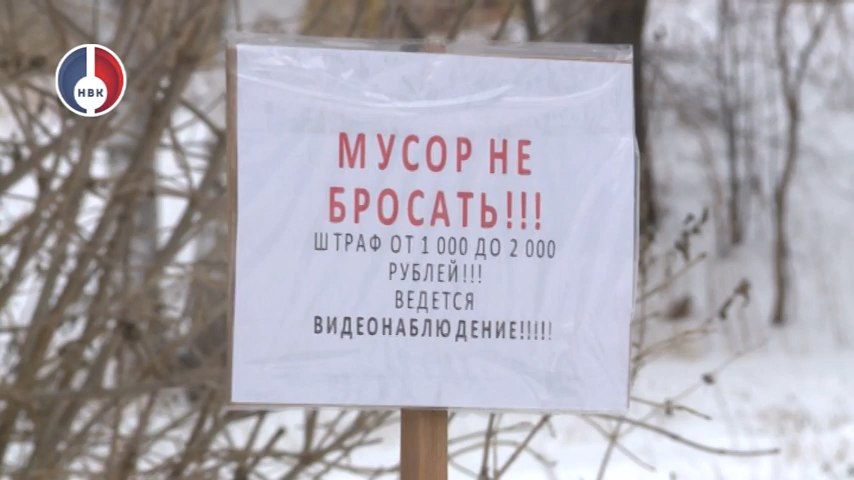 НВК
МУСОР НЕ
БРОСАТЬ!!!
ШТРАФ ОТ 1 000 ДО 2 000
РУБЛЕЙ!!!
ВЕДЕТСЯ
ВИДЕОНАБЛЮДЕНИЕ!!!!!